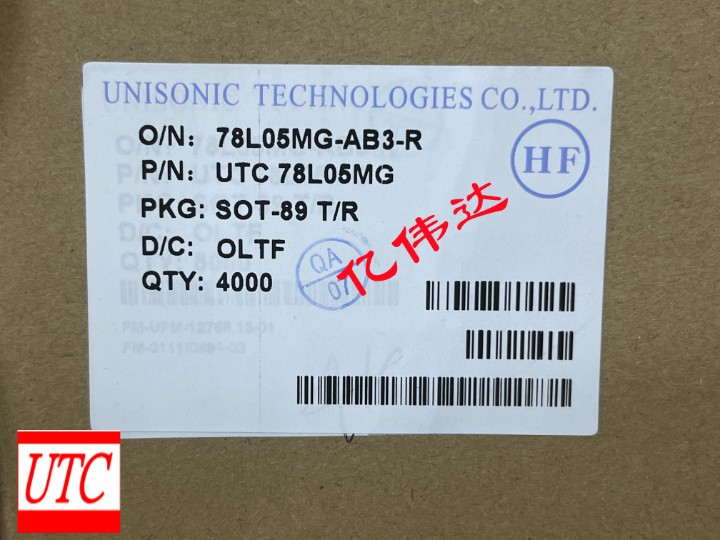 UNISONIC TECHNOLOGIES CO.,LTD.
O/N: 78L05MG-AB3-R
P/N: UTC 78L05MG
HF
PKG: SOT-89 T/R
D/C: OLTF
QTY: 4000
QA
07
亿伟达
UTC